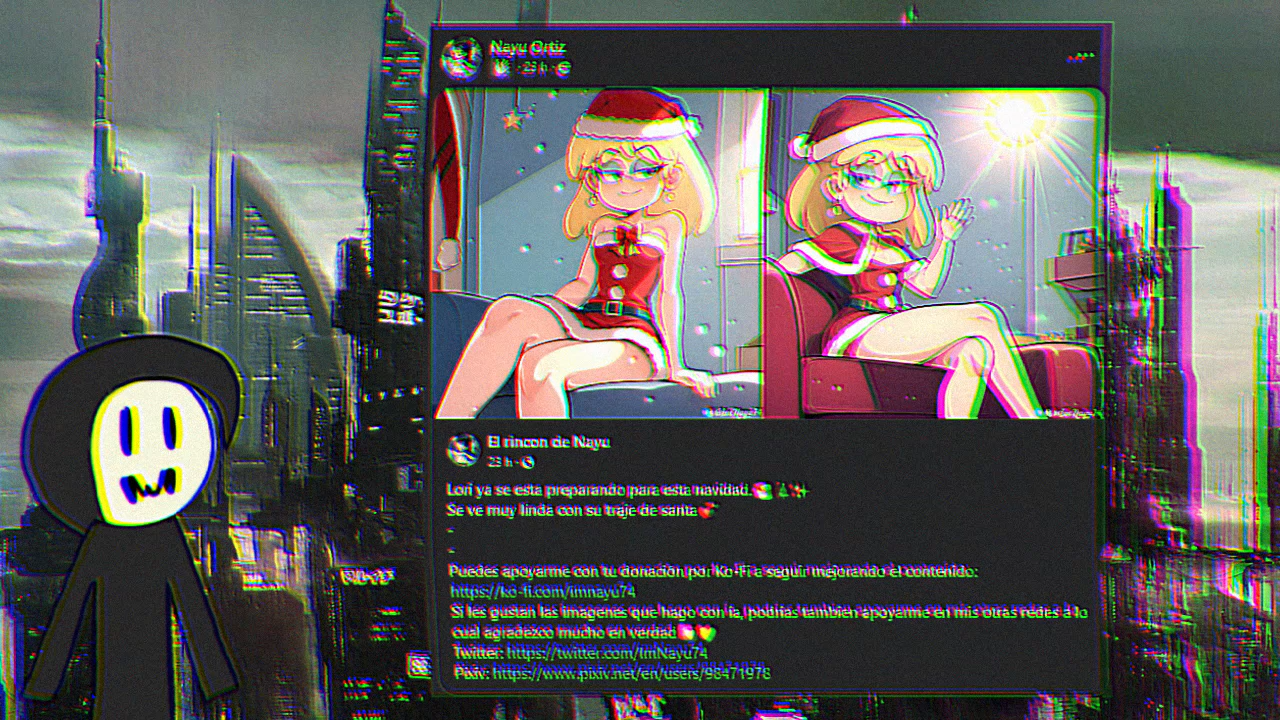 Nayu Ortiz
23 h
El rincon de Nayu
23 h
Lori ya se esta preparando para esta navidad.
Se ve muy linda con su traje de santa
-
-
Puedes apoyarme con tu donación por Ko-Fi a seguir mejorando el contenido:
https://ko-fi.com/imnayu74
Si les gustan las imagenes que hago con ia, podrias tambien apoyarme en mis otras redes a lo
cual agradezco mucho en verdad
Twitter: https://twitter.com/ImNayu74
Pixiv: https://www.pixiv.net/en/users/98471978